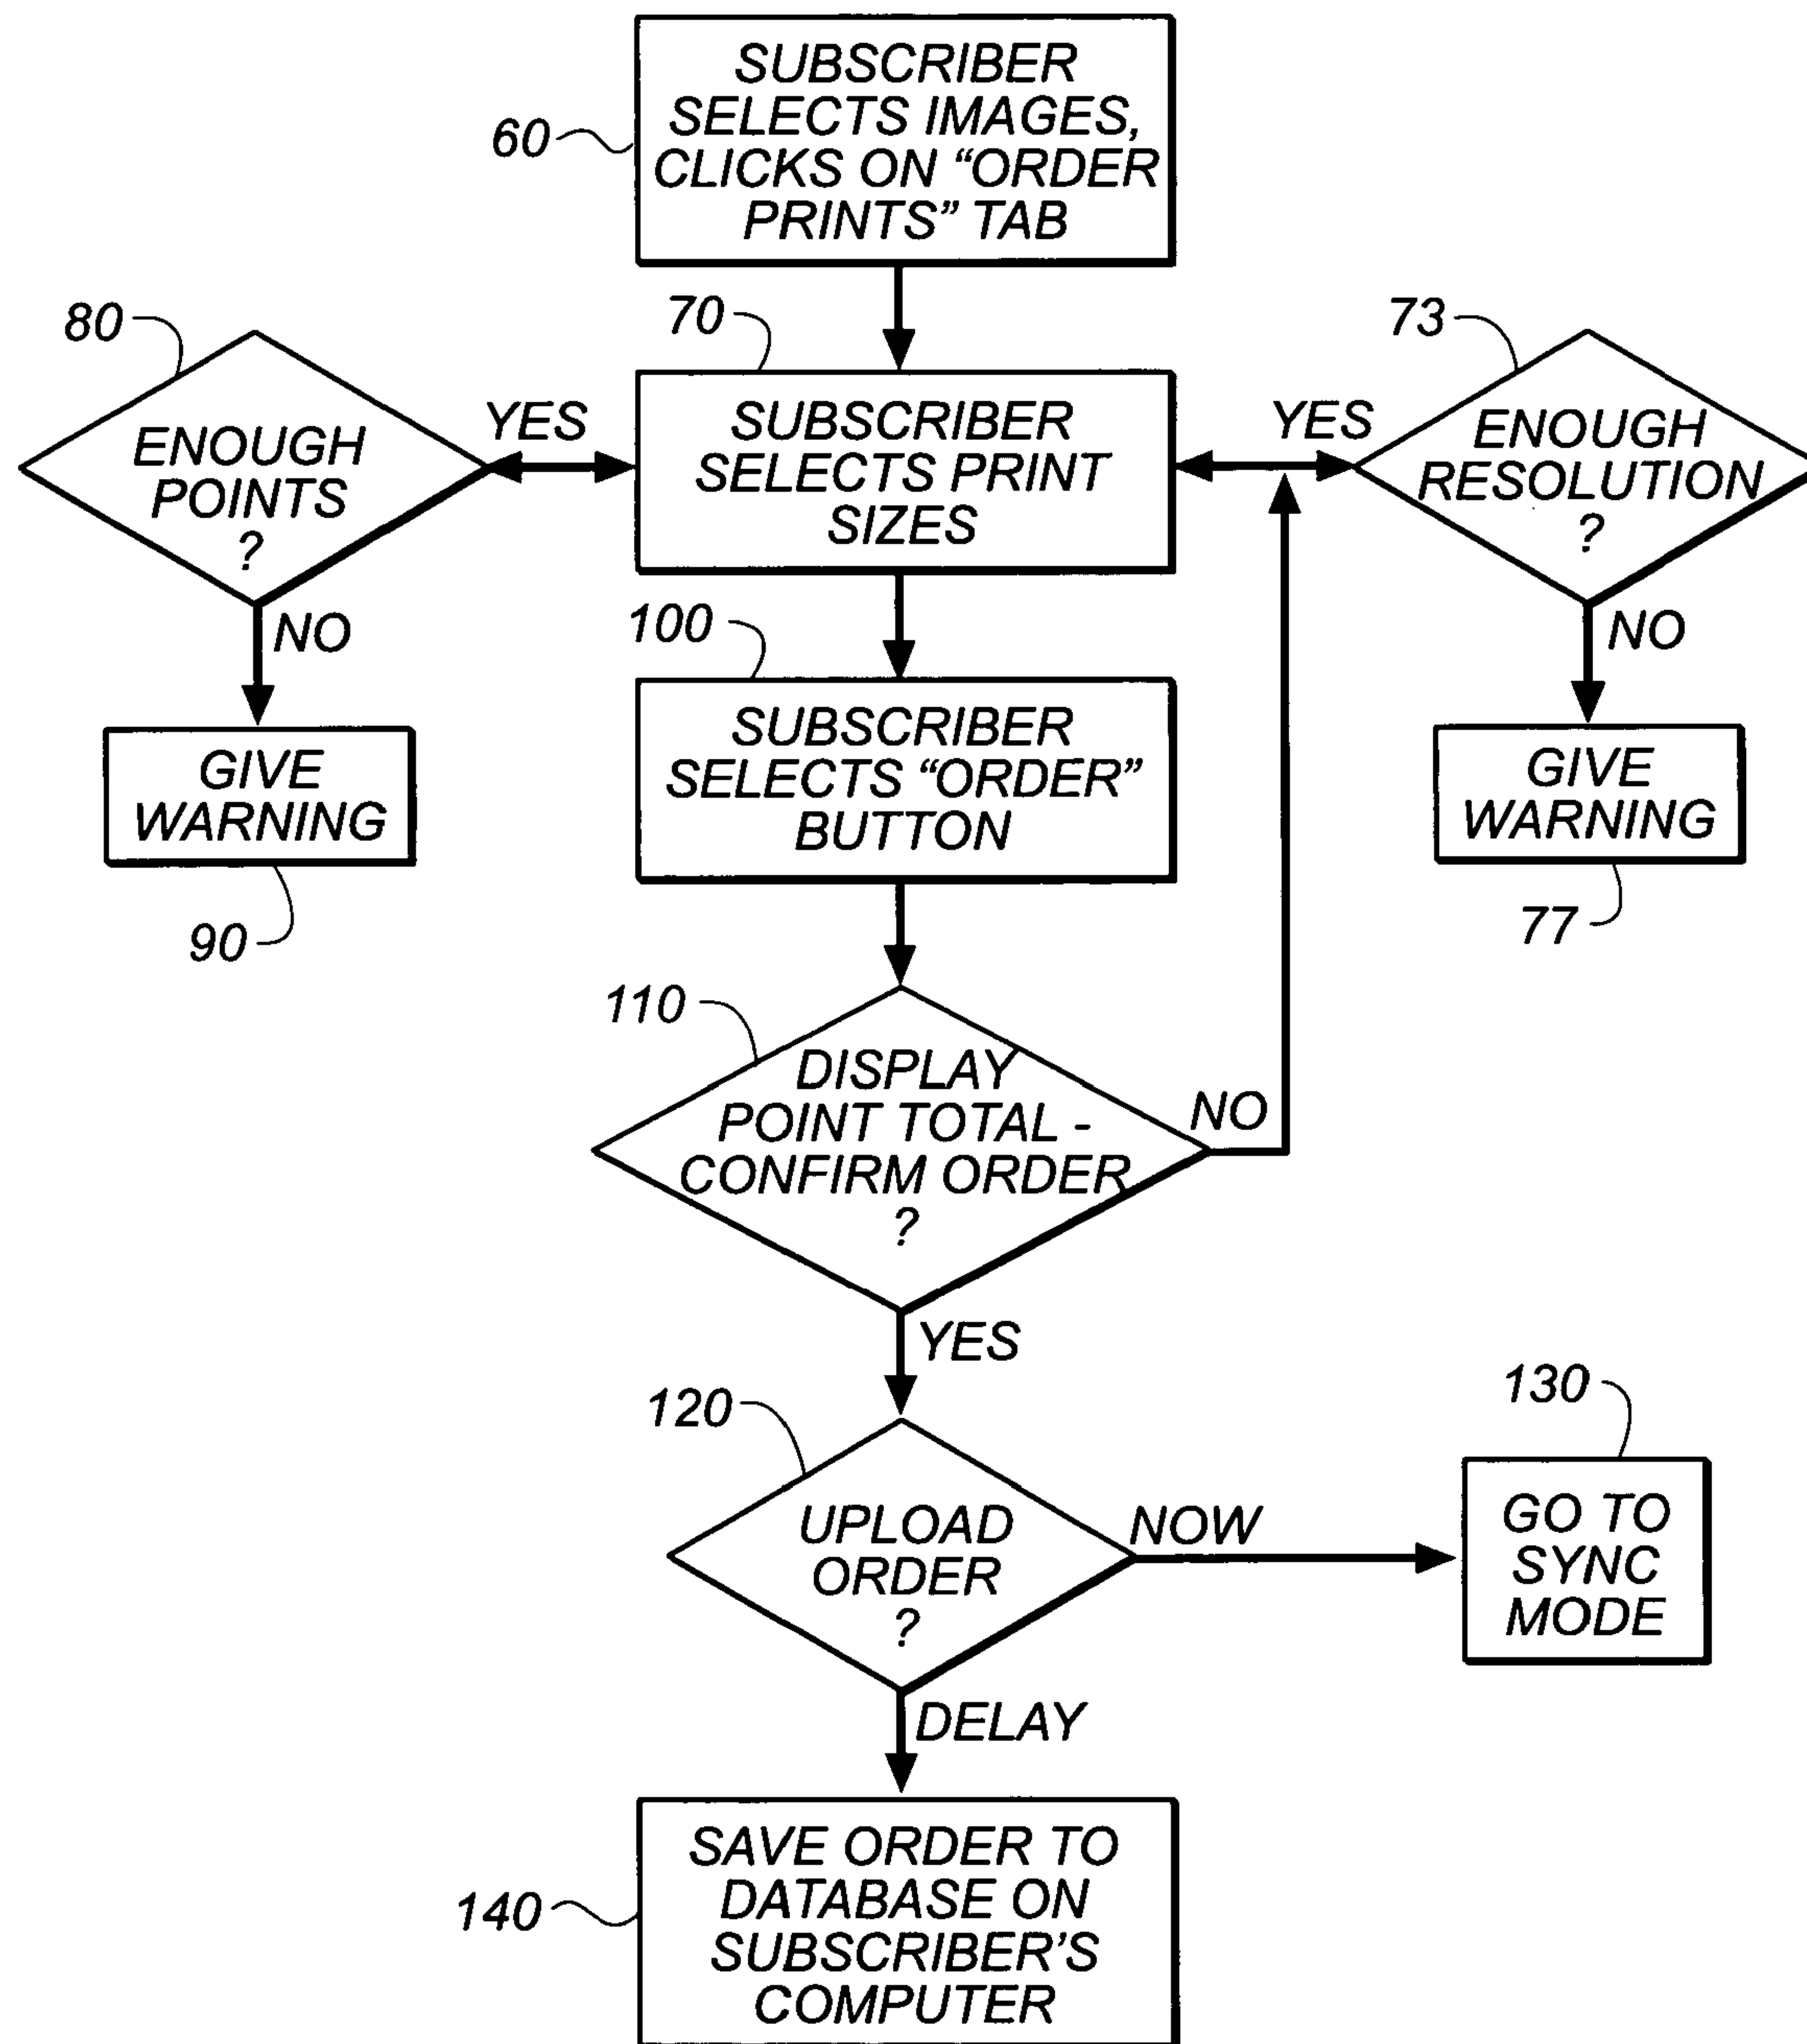 SUBSCRIBER
SELECTS IMAGES,
CLICKS ON “ORDER
PRINTS” TAB
60
80
70
73
ENOUGH
POINTS
?
YES
SUBSCRIBER
SELECTS PRINT
SIZES
YES
ENOUGH
RESOLUTION
?
NO
100
NO
GIVE
WARNING
90
SUBSCRIBER
SELECTS “ORDER”
BUTTON
GIVE
WARNING
77
110
DISPLAY
POINT TOTAL -
CONFIRM ORDER
?
NO
YES
120
130
UPLOAD
ORDER
?
NOW
GO TO
SYNC
MODE
DELAY
140
SAVE ORDER TO
DATABASE ON
SUBSCRIBER’S
COMPUTER